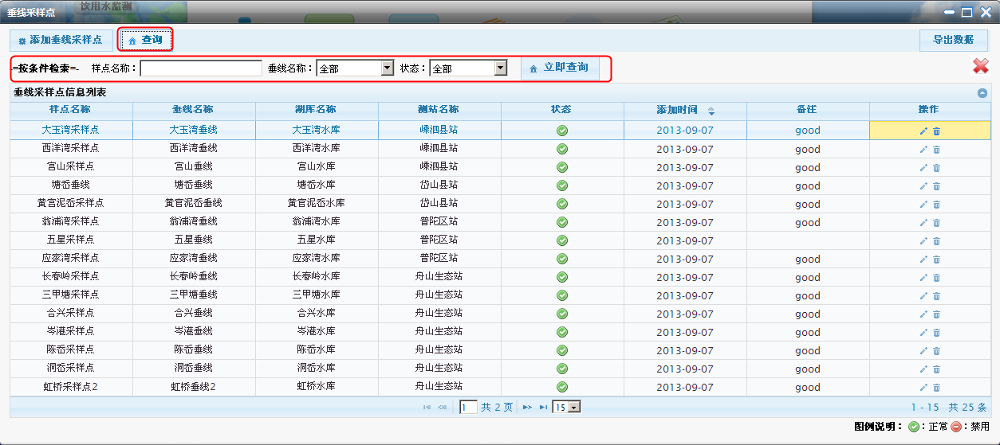 饮用水监测
垂线采样点
添加垂线采样点 查询 导出数据
-=按条件检索=- 样点名称： 垂线名称： 全部 状态： 全部 立即查询
垂线采样点信息列表
样点名称 垂线名称 湖库名称 测站名称 状态 添加时间 备注 操作
大玉湾采样点 大玉湾垂线 大玉湾水库 嵊泗县站 2013-09-07 good
西洋湾采样点 西洋湾垂线 西洋湾水库 嵊泗县站 2013-09-07 good
宫山采样点 宫山垂线 宫山水库 嵊泗县站 2013-09-07 good
塘岙垂线 塘岙垂线 塘岙水库 岱山县站 2013-09-07 good
黄官泥岙采样点 黄官泥岙垂线 黄官泥岙水库 岱山县站 2013-09-07 good
翁浦湾采样点 翁浦湾垂线 翁浦湾水库 普陀区站 2013-09-07 good
五星采样点 五星垂线 五星水库 普陀区站 2013-09-07
应家湾采样点 应家湾垂线 应家湾水库 普陀区站 2013-09-07 good
长春岭采样点 长春岭垂线 长春岭水库 舟山生态站 2013-09-07 good
三甲塘采样点 三甲塘垂线 三甲塘水库 舟山生态站 2013-09-07 good
合兴采样点 合兴垂线 合兴水库 舟山生态站 2013-09-07 good
岑港采样点 岑港垂线 岑港水库 舟山生态站 2013-09-07 good
陈岙采样点 陈岙垂线 陈岙水库 舟山生态站 2013-09-07 good
洞岙采样点 洞岙垂线 洞岙水库 舟山生态站 2013-09-07 good
虹桥采样点2 虹桥垂线2 虹桥水库 舟山生态站 2013-09-07 good
1 共 2 页 15 1 - 15 共 25 条
图例说明： ：正常 ：禁用